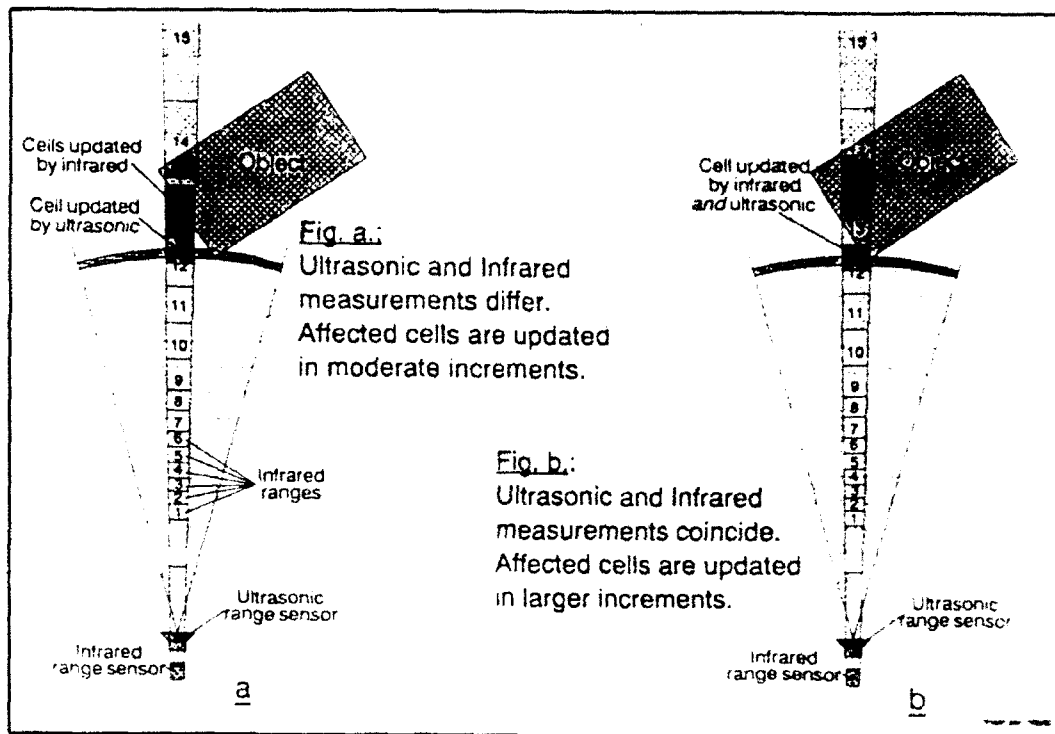 15
14
Cells updated
by infrared
Object
Cell updated
by ultrasonic
Fig. a.:
Ultrasonic and Infrared
measurements differ.
Affected cells are updated
in moderate increments.
12
11
10
9
8
7
6
5
4
3
2
1
Infrared
ranges
Ultrasonic
range sensor
Infrared
range sensor
a
15
Cell updated
by infrared
and ultrasonic
13
12
11
10
9
8
7
6
5
4
2
1
Fig. b.:
Ultrasonic and Infrared
measurements coincide.
Affected cells are updated
in larger increments.
Ultrasonic
range sensor
Infrared
range sensor
b